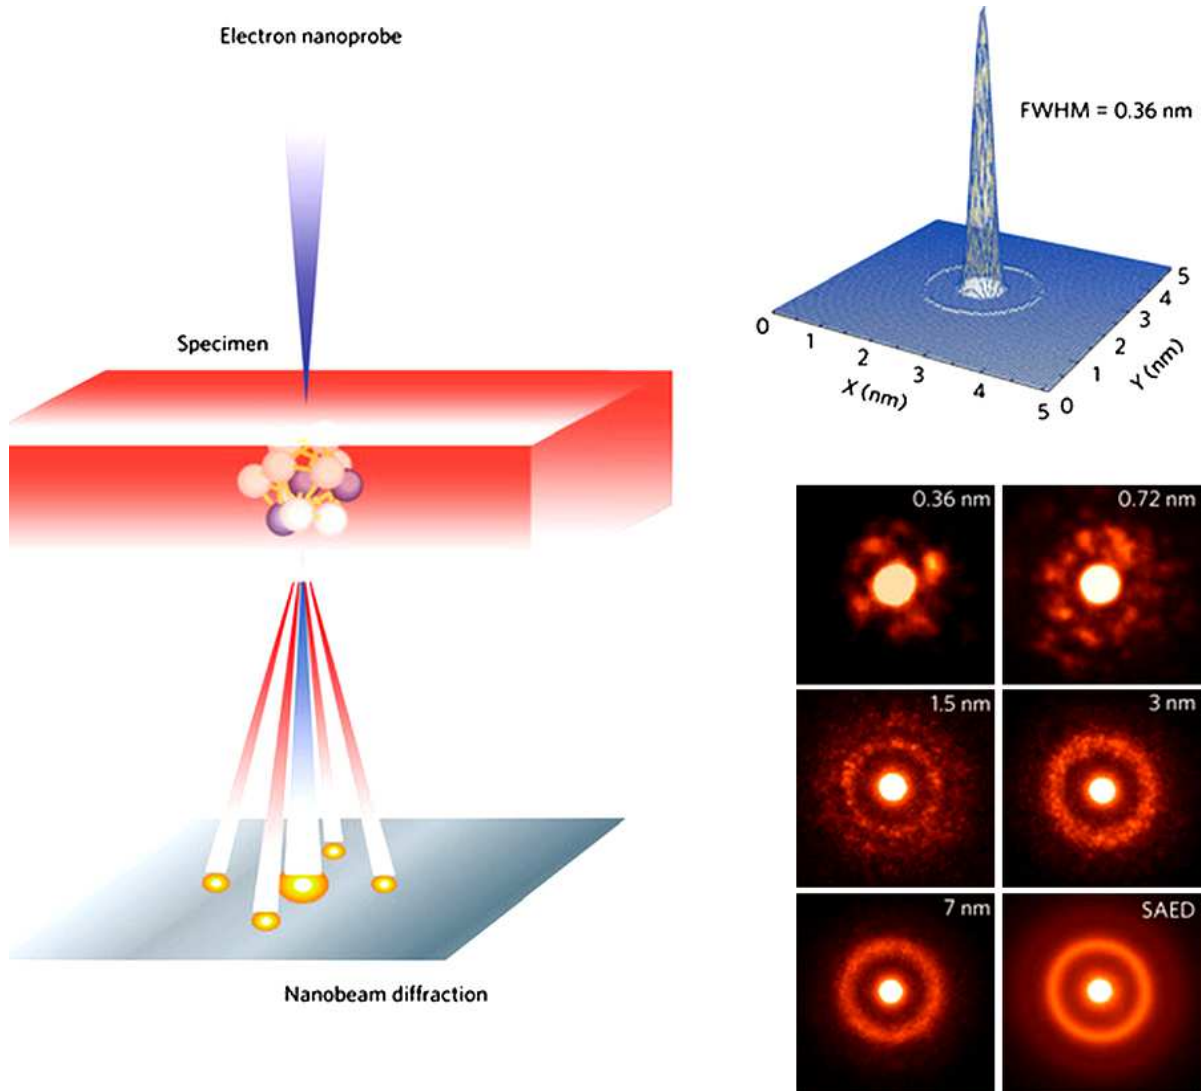 Electron nanoprobe
FWHM = 0.36 nm
Specimen
0
1
2
3
4
5
X (nm)
0
1
2
3
4
5
Y (nm)
0.36 nm
0.72 nm
1.5 nm
3 nm
7 nm
SAED
Nanobeam diffraction